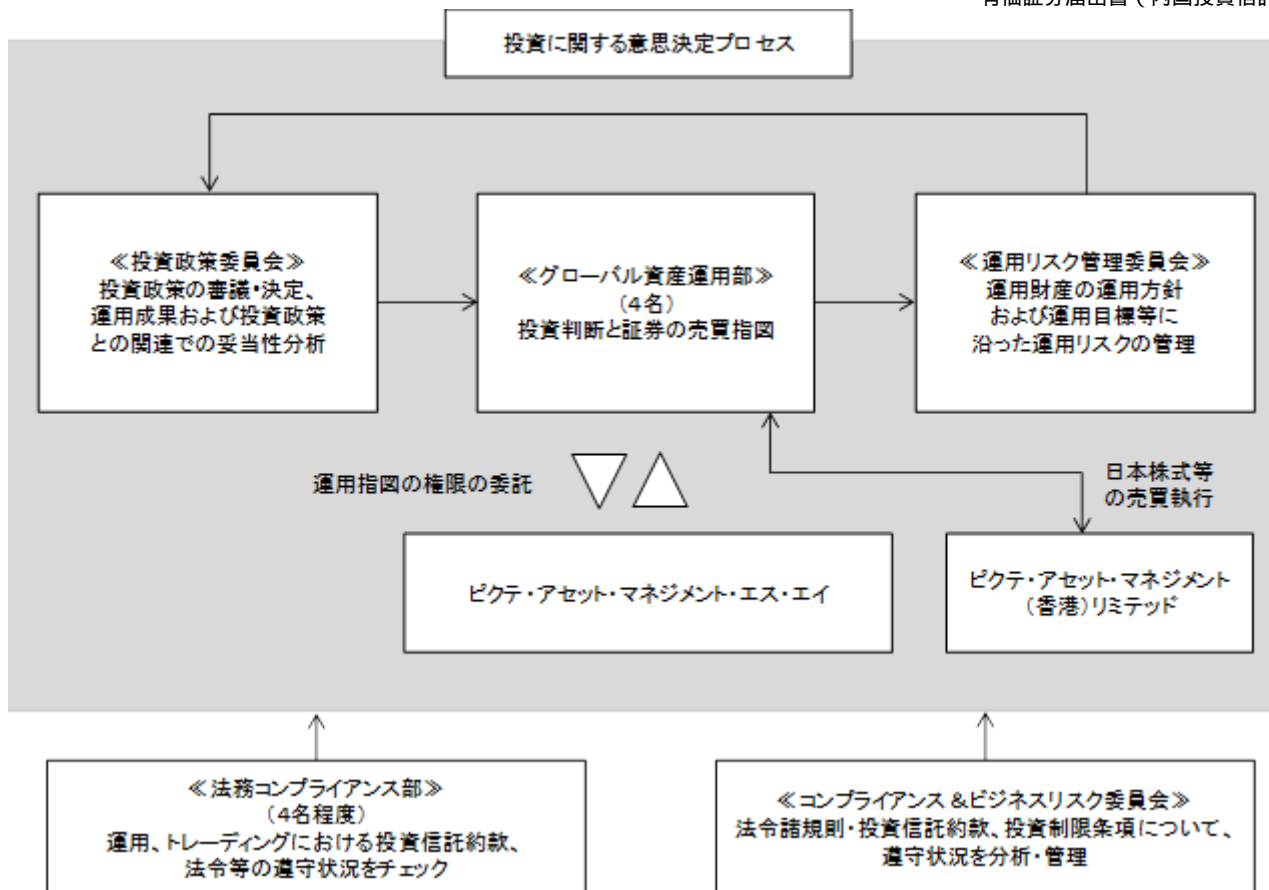 投資に関する意思決定プロセス
≪投資政策委員会≫
投資政策の審議・決定、
運用成果および投資政策
との関連での妥当性分析
≪グローバル資産運用部≫
(4名)
投資判断と証券の売買指図
≪運用リスク管理委員会≫
運用財産の運用方針
および運用目標等に
沿った運用リスクの管理
運用指図の権限の委託
日本株式等
の売買執行
ピクテ・アセット・マネジメント・エス・エイ
ピクテ・アセット・マネジメント
(香港)リミテッド
≪法務コンプライアンス部≫
(4名程度)
運用、トレーディングにおける投資信託約款、
法令等の遵守状況をチェック
≪コンプライアンス&ビジネスリスク委員会≫
法令諸規則・投資信託約款、投資制限条項について、
遵守状況を分析・管理